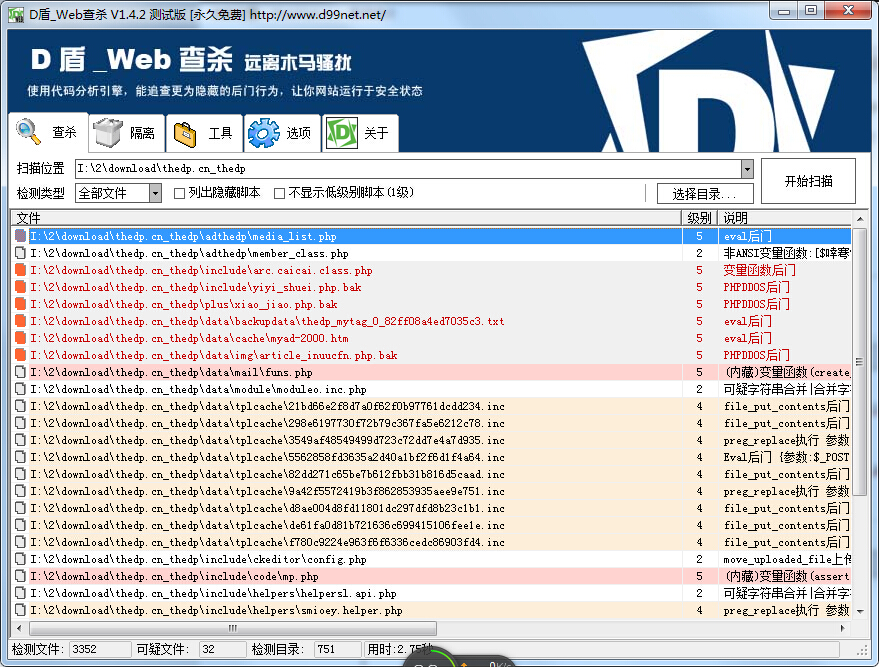 D盾_Web查杀 V1.4.2 测试版 [永久免费] http://www.d99net.net/
D 盾 _Web 查杀 远离木马骚扰
使用代码分析引擎，能追查更为隐藏的后门行为，让你网站运行于安全状态
D
查杀 隔离 工具 选项 关于
扫描位置 I:\2\download\thedp.cn_thedp 开始扫描
检测类型 全部文件 列出隐藏脚本 不显示低级别脚本(1级) 选择目录...
文件 级别 说明
I:\2\download\thedp.cn_thedp\adthedp\media_list.php 5 eval后门
I:\2\download\thedp.cn_thedp\adthedp\member_class.php 2 非ANSI变量函数:[$
I:\2\download\thedp.cn_thedp\include\arc.caicai.class.php 5 变量函数后门
I:\2\download\thedp.cn_thedp\include\yiyi_shuei.php.bak 5 PHPDDOS后门
I:\2\download\thedp.cn_thedp\plus\xiao_jiao.php.bak 5 PHPDDOS后门
I:\2\download\thedp.cn_thedp\data\backupdata\thedp_mytag_0_82ff08a4ed7035c3.txt 5 eval后门
I:\2\download\thedp.cn_thedp\data\cache\myad-2000.htm 5 eval后门
I:\2\download\thedp.cn_thedp\data\img\article_inuucfn.php.bak 5 PHPDDOS后门
I:\2\download\thedp.cn_thedp\data\mail\funs.php 5 (内藏)变量函数(create_
I:\2\download\thedp.cn_thedp\data\module\moduleo.inc.php 2 可疑字符串合并|合并字
I:\2\download\thedp.cn_thedp\data\tplcache\21bd66e2f8d7a0f62f0b97761dcdd234.inc 4 file_put_contents后门
I:\2\download\thedp.cn_thedp\data\tplcache\298e6197730f72b79c367fa5e6212c78.inc 4 file_put_contents后门
I:\2\download\thedp.cn_thedp\data\tplcache\3549af48549499d723c72dd7e4a7d935.inc 4 preg_replace执行 参数
I:\2\download\thedp.cn_thedp\data\tplcache\5562858fd3635a2d40a1bf2f6d1f4a64.inc 4 Eval后门 {参数:$_POST
I:\2\download\thedp.cn_thedp\data\tplcache\82dd271c65be7b612fbb31b816d5caad.inc 4 file_put_contents后门
I:\2\download\thedp.cn_thedp\data\tplcache\9a42f5572419b3f862853935aee9e751.inc 4 preg_replace执行 参数
I:\2\download\thedp.cn_thedp\data\tplcache\d8ae004d8fd11801dc297dfd8b23c1b1.inc 4 file_put_contents后门
I:\2\download\thedp.cn_thedp\data\tplcache\de61fa0d81b721636c699415106fee1e.inc 4 file_put_contents后门
I:\2\download\thedp.cn_thedp\data\tplcache\f780c9224e963f6f6336cedc86903fd4.inc 4 file_put_contents后门
I:\2\download\thedp.cn_thedp\include\ckeditor\config.php 2 move_uploaded_file上传
I:\2\download\thedp.cn_thedp\include\code\mp.php 5 (内藏)变量函数(assert
I:\2\download\thedp.cn_thedp\include\helpers\helpersl.api.php 2 可疑字符串合并|合并字
I:\2\download\thedp.cn_thedp\include\helpers\smioey.helper.php 4 preg_replace执行 参数
检测文件: 3352 可疑文件: 32 检测目录: 751 用时:2.75秒